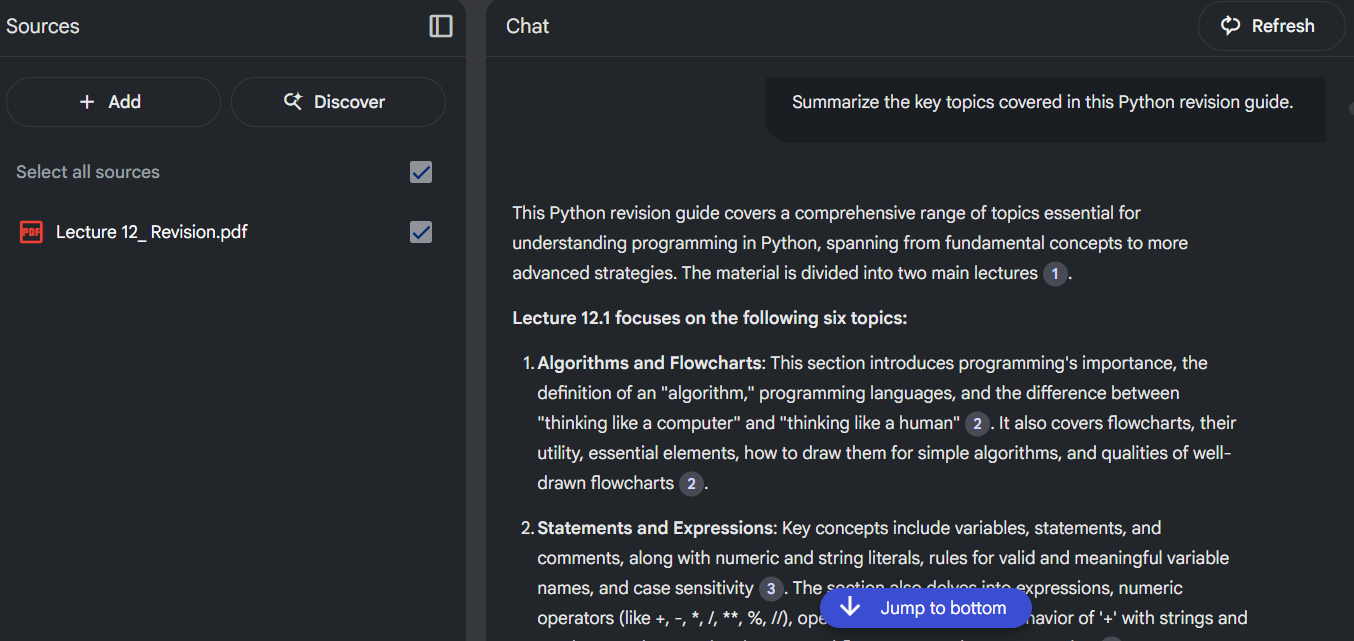 Sources
Add
Discover
Select all sources
PDF
Lecture 12_ Revision.pdf
Chat
Refresh
Summarize the key topics covered in this Python revision guide.
This Python revision guide covers a comprehensive range of topics essential for
understanding programming in Python, spanning from fundamental concepts to more
advanced strategies. The material is divided into two main lectures 1.
Lecture 12.1 focuses on the following six topics:
1. Algorithms and Flowcharts: This section introduces programming's importance, the
definition of an "algorithm," programming languages, and the difference between
"thinking like a computer" and "thinking like a human" 2. It also covers flowcharts, their
utility, essential elements, how to draw them for simple algorithms, and qualities of well-
drawn flowcharts 2.
2. Statements and Expressions: Key concepts include variables, statements, and
comments, along with numeric and string literals, rules for valid and meaningful variable
names, and case sensitivity 3. The section also delves into expressions, numeric
operators (like +, -, *, /, **, %, //), of '+' with strings and
Jump to bottom